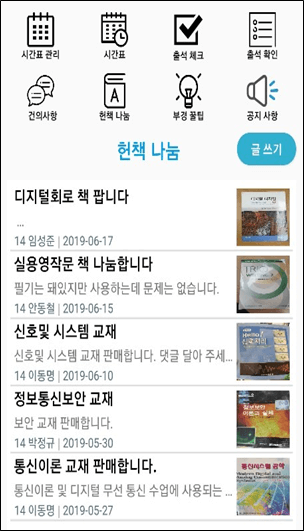 시간표 관리
시간표
출석 체크
출석 확인
건의사항
헌책 나눔
부경 꿀팁
공지 사항
헌책 나눔
글 쓰기
디지털회로 책 팝니다
...
14 임성준 | 2019-06-17
실용영작문 책 나눔합니다
필기는 돼있지만 사용하는데 문제는 없습니다.
14 안동철 | 2019-06-15
신호및 시스템 교재
신호및 시스템 교재 판매합니다. 댓글 달아 주세...
14 이동명 | 2019-06-10
정보통신보안 교재
보안 교재 판매합니다.
14 박정규 | 2019-05-30
통신이론 교재 판매합니다.
통신이론 및 디지털 무선 통신 수업에 사용되는 ...
14 이동명 | 2019-05-27